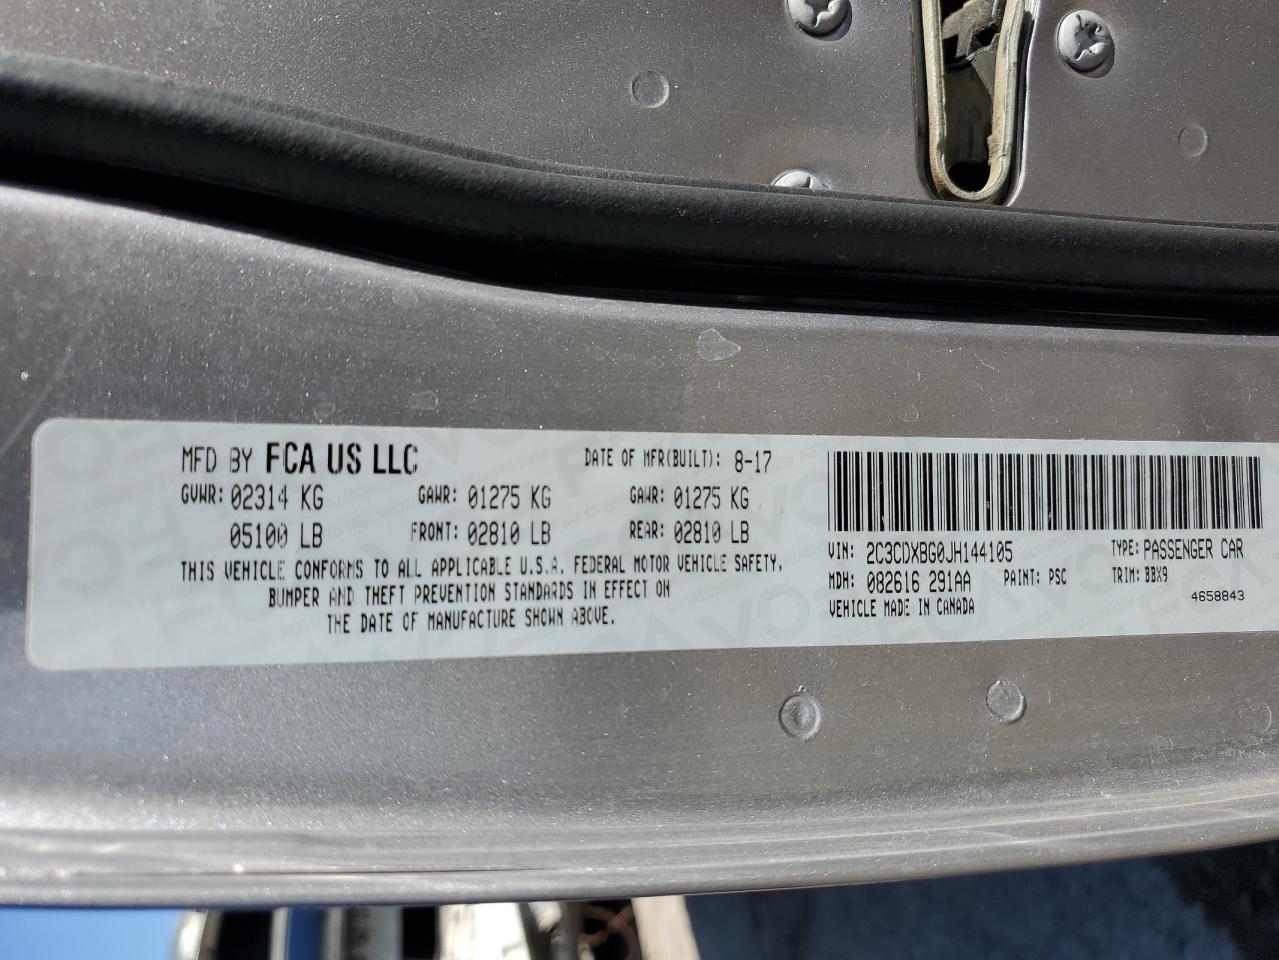 MFD BY FCA US LLC DATE OF MFR(BUILT): 8-17
GVWR: 02314 KG GAWR: 01275 KG GAWR: 01275 KG
05100 LB FRONT: 02810 LB REAR: 02810 LB
THIS VEHICLE CONFORMS TO ALL APPLICABLE U.S.A. FEDERAL MOTOR VEHICLE SAFETY,
BUMPER AND THEFT PREVENTION STANDARDS IN EFFECT ON
THE DATE OF MANUFACTURE SHOWN ABOVE.
VIN: 2C3CDXBG0JH144105 TYPE: PASSENGER CAR
MDH: 082616 291AA PAINT: PSC TRIM: BBX9
VEHICLE MADE IN CANADA 4658843